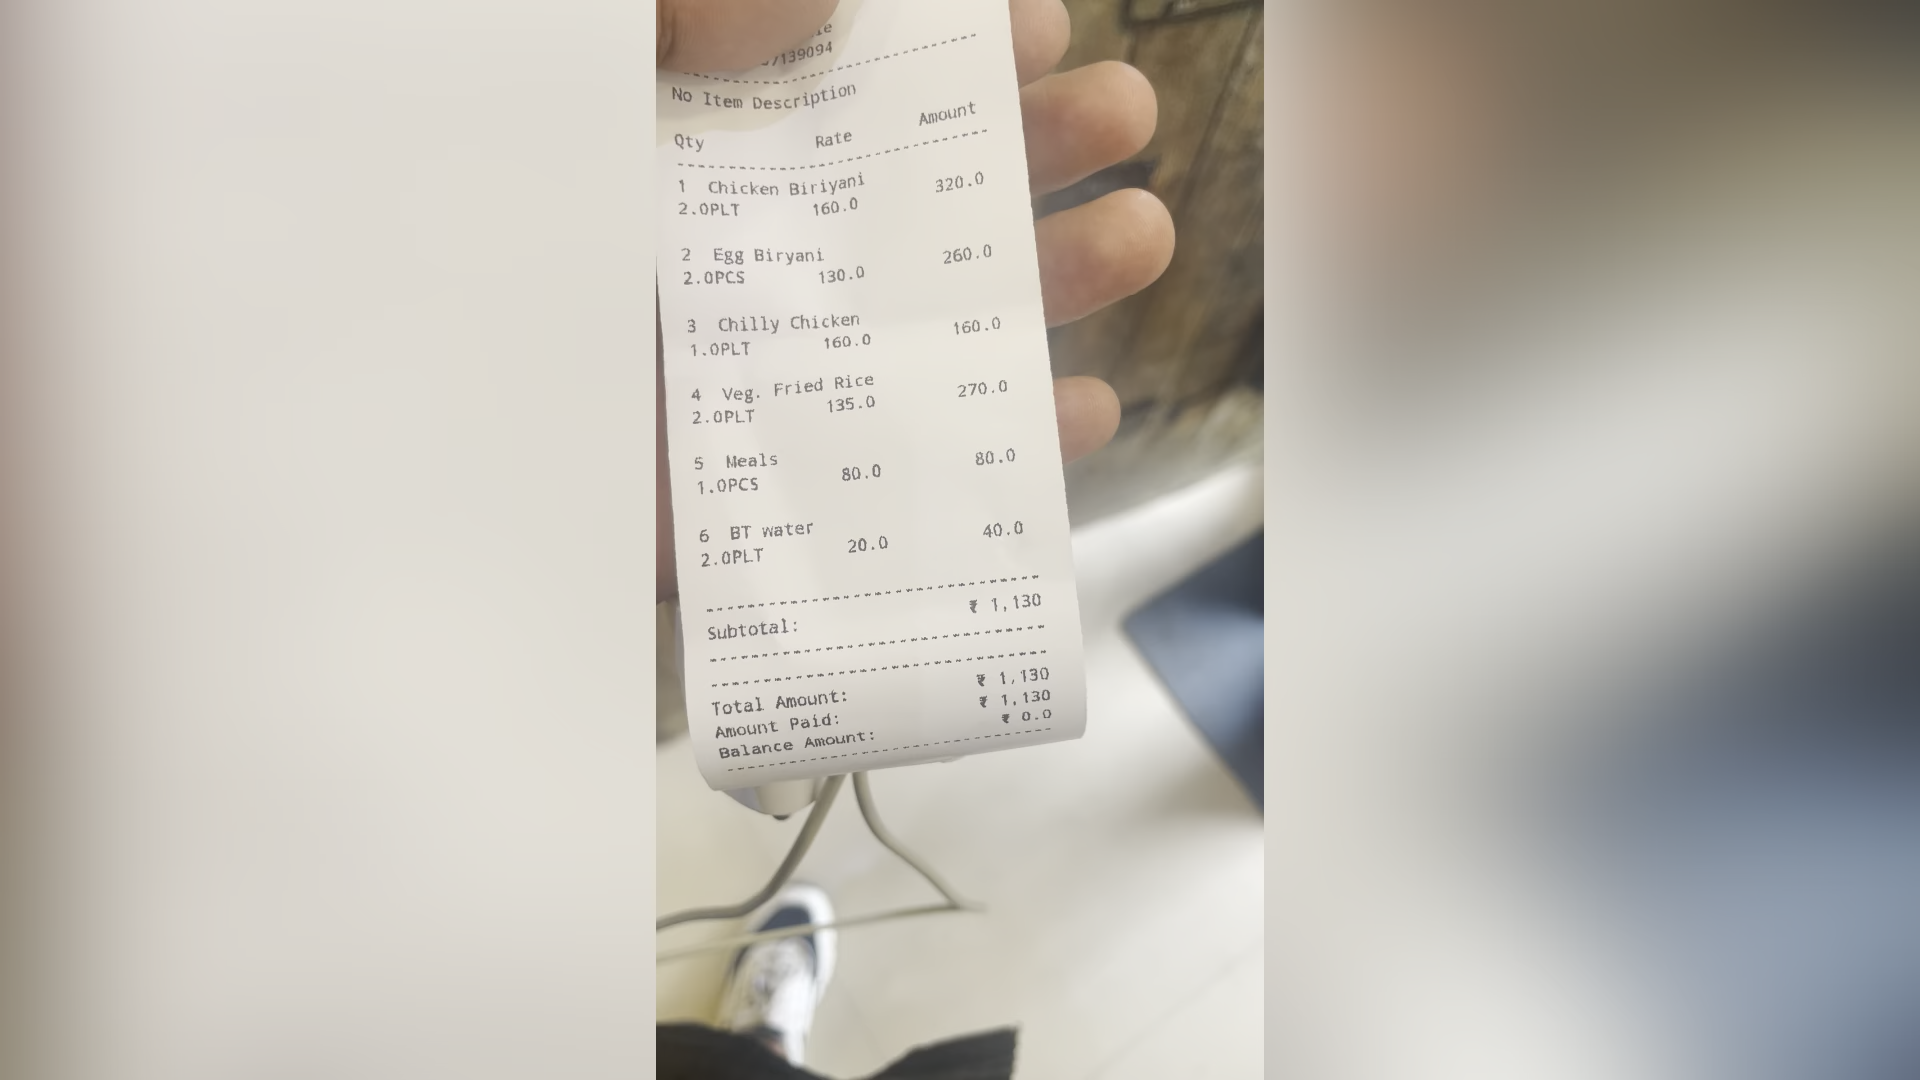 139094
No Item Description
Qty Rate Amount
1 Chicken Biriyani 320.0
2.0PLT 160.0
2 Egg Biryani 260.0
2.0PCS 130.0
3 Chilly Chicken 160.0
1.0PLT 160.0
4 Veg. Fried Rice 270.0
2.0PLT 135.0
5 Meals 80.0
1.0PCS 80.0
6 BT water 40.0
2.0PLT 20.0
Subtotal: ₹ 1,130
Total Amount: ₹ 1,130
Amount Paid: ₹ 1,130
Balance Amount: ₹ 0.0